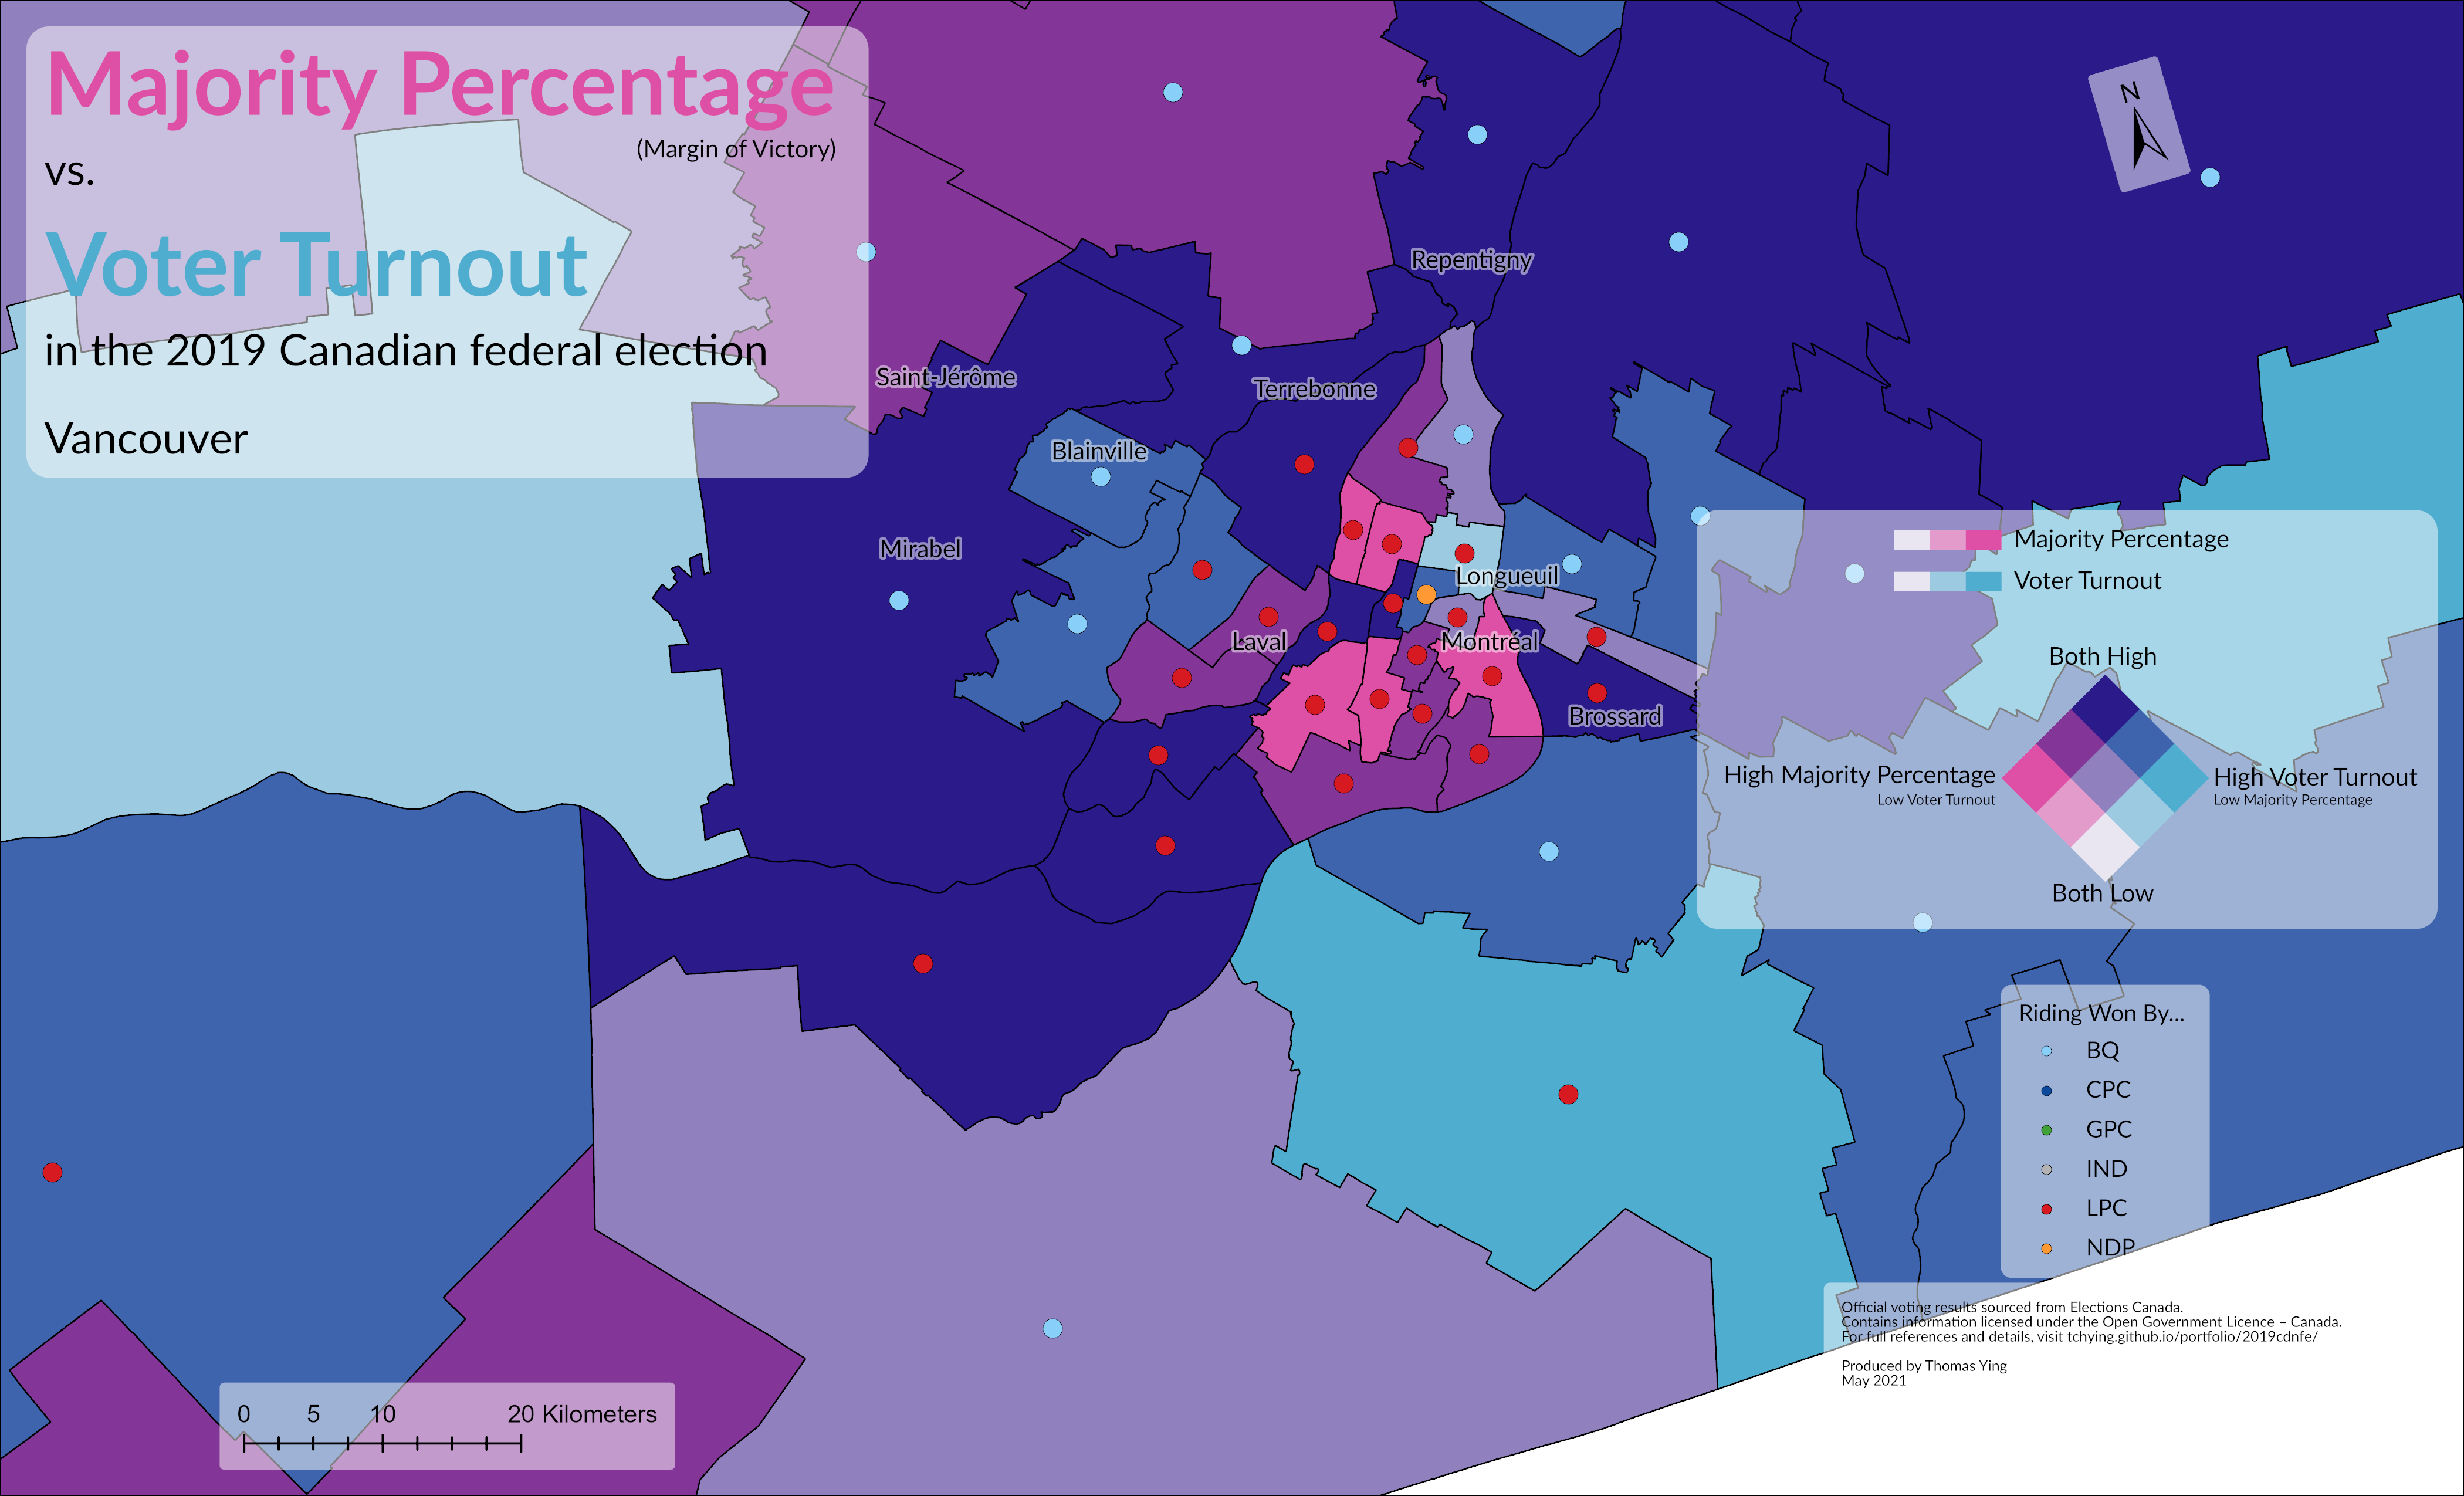 Majority Percentage
(Margin of Victory)
vs.
Voter Turnout
in the 2019 Canadian federal election
Vancouver
N
Repentigny
Saint-Jérôme
Terrebonne
Blainville
Mirabel
Longueuil
Laval
Montréal
Brossard
Majority Percentage
Voter Turnout
Both High
High Majority Percentage
Low Voter Turnout
High Voter Turnout
Low Majority Percentage
Both Low
Riding Won By...
BQ
CPC
GPC
IND
LPC
NDP
Official voting results sourced from Elections Canada.
Contains information licensed under the Open Government Licence – Canada.
For full references and details, visit tchying.github.io/portfolio/2019cdnfe/
Produced by Thomas Ying
May 2021
0 5 10 20 Kilometers